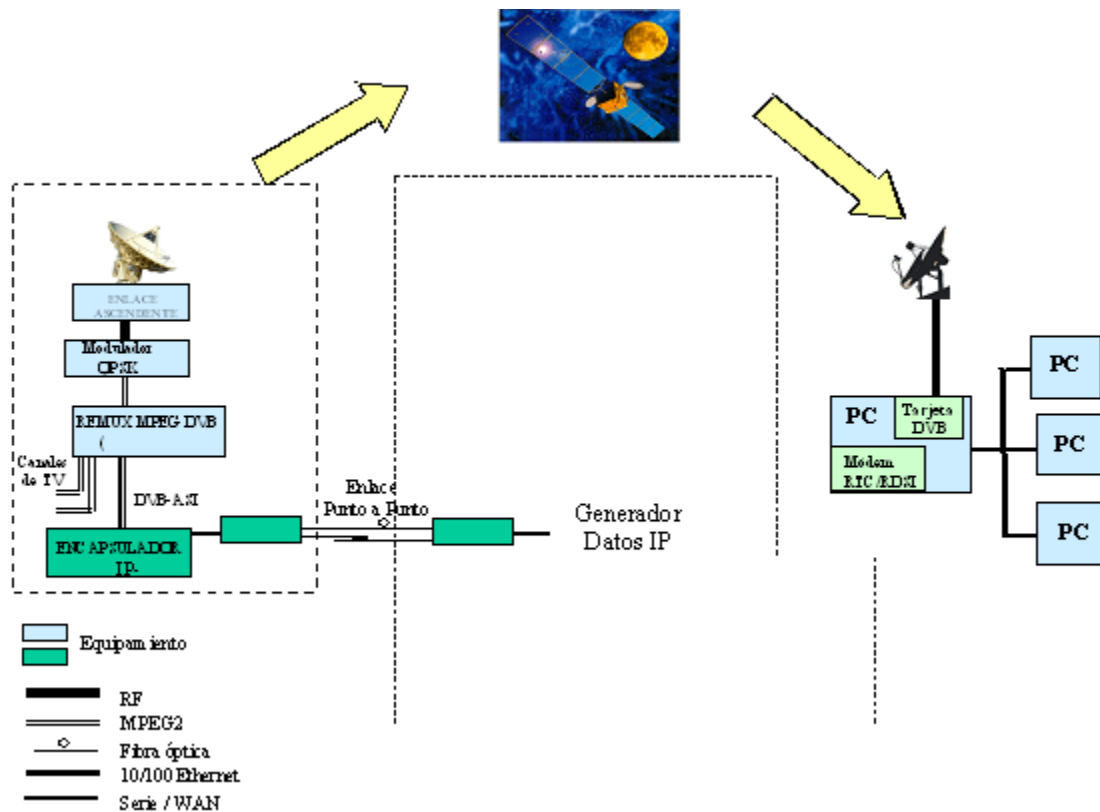 ENLACE
ASCENDENTE
Modulador
QPSK
REMUX MPEG DVB
(
Canales
de TV
DVB-ASI
ENCAPSULADOR
IP-
Enlace
Punto a Punto
Generador
Datos IP
PC
Tarjeta
DVB
Modem
RTC/RDSI
PC
PC
PC
Equipamiento
RF
MPEG2
Fibra óptica
10/100 Ethernet
Serie / WAN